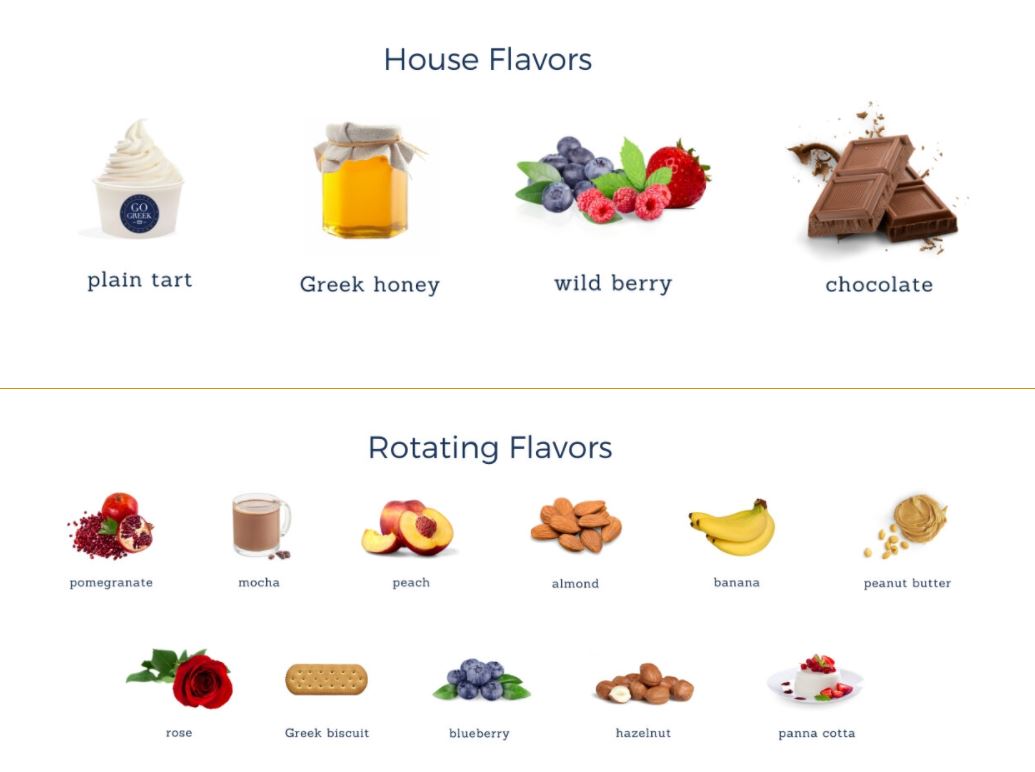 House Flavors
GO
GREEK
plain tart
Greek honey
wild berry
chocolate
Rotating Flavors
pomegranate
mocha
peach
almond
banana
peanut butter
rose
Greek biscuit
blueberry
hazelnut
panna cotta